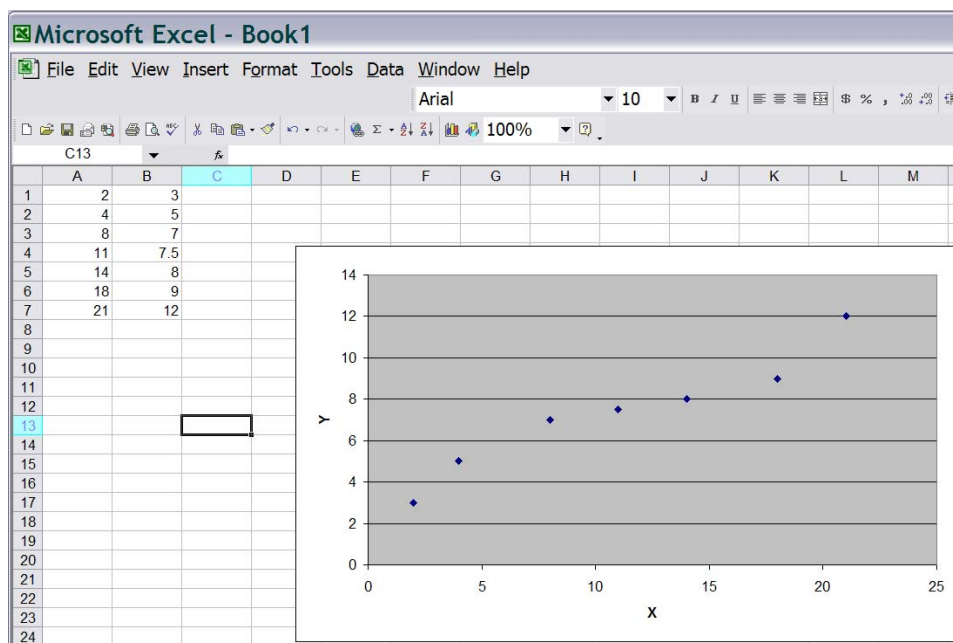 Microsoft Excel - Book1
File Edit View Insert Format Tools Data Window Help
Arial 10 B I U $ % ,
Σ 100%
C13 fx
A B C D E F G H I J K L M
1 2 3
2 4 5
3 8 7
4 11 7.5
5 14 8
6 18 9
7 21 12
8
9
10
11
12
13
14
15
16
17
18
19
20
21
22
23
24
14
12
10
8
6
4
2
0
Y
0 5 10 15 20 25
X